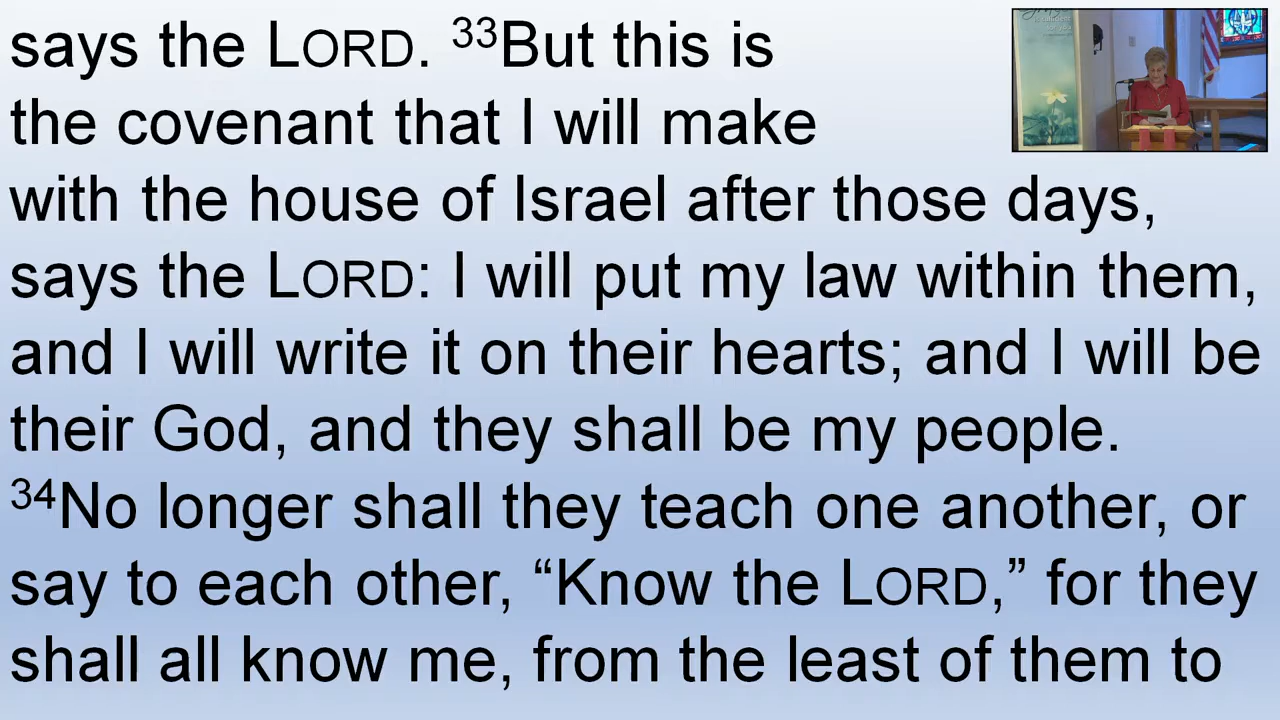 says the LORD. ³³But this is
the covenant that I will make
with the house of Israel after those days,
says the LORD: I will put my law within them,
and I will write it on their hearts; and I will be
their God, and they shall be my people.
³⁴No longer shall they teach one another, or
say to each other, “Know the LORD,” for they
shall all know me, from the least of them to